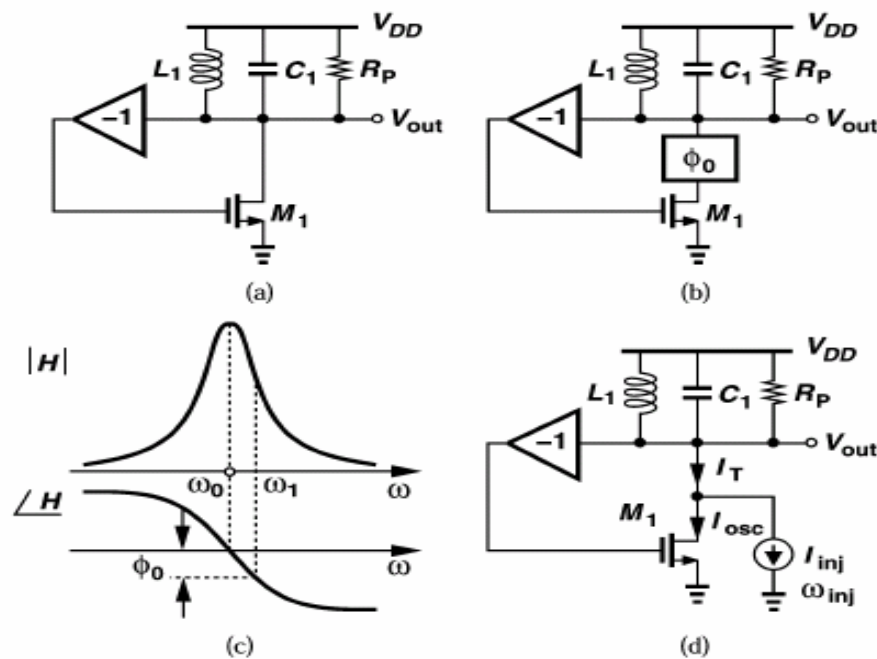 V_DD
L_1 C_1 R_P
−1 V_out
M_1
(a)
V_DD
L_1 C_1 R_P
−1 V_out
ϕ_0
M_1
(b)
|H|
ω_0 ω_1 ω
∠H
ϕ_0 ω
(c)
V_DD
L_1 C_1 R_P
−1 V_out
I_T
M_1 I_osc
I_inj
ω_inj
(d)